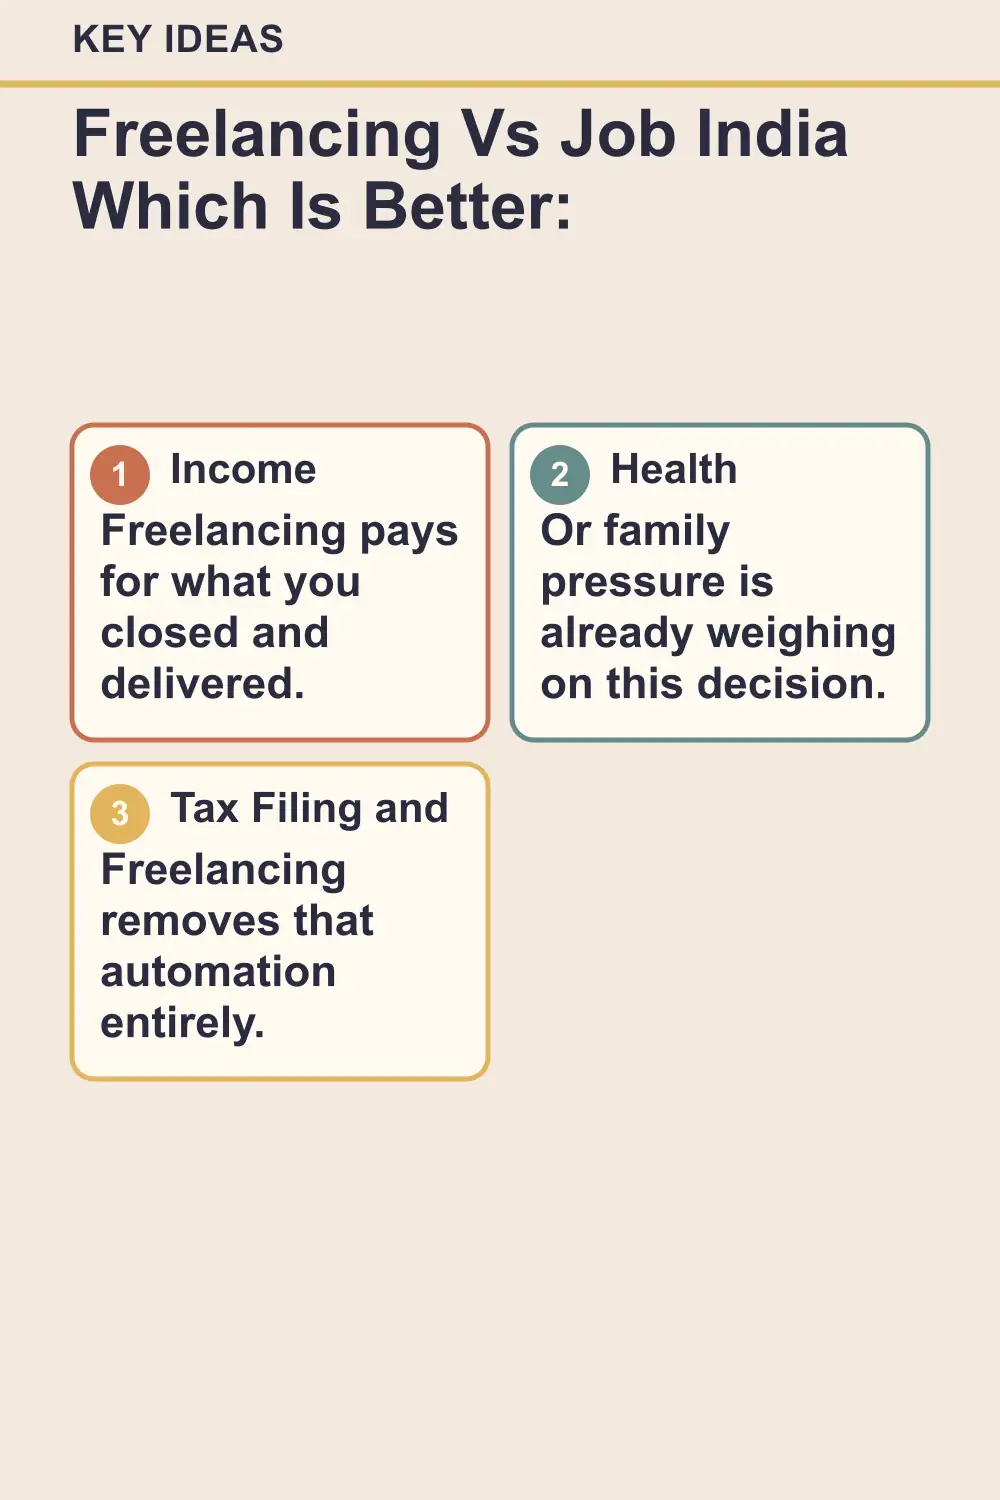 KEY IDEAS
Freelancing Vs Job India
Which Is Better:
1 Income
Freelancing pays
for what you
closed and
delivered.
2 Health
Or family
pressure is
already weighing
on this decision.
3 Tax Filing and
Freelancing
removes that
automation
entirely.